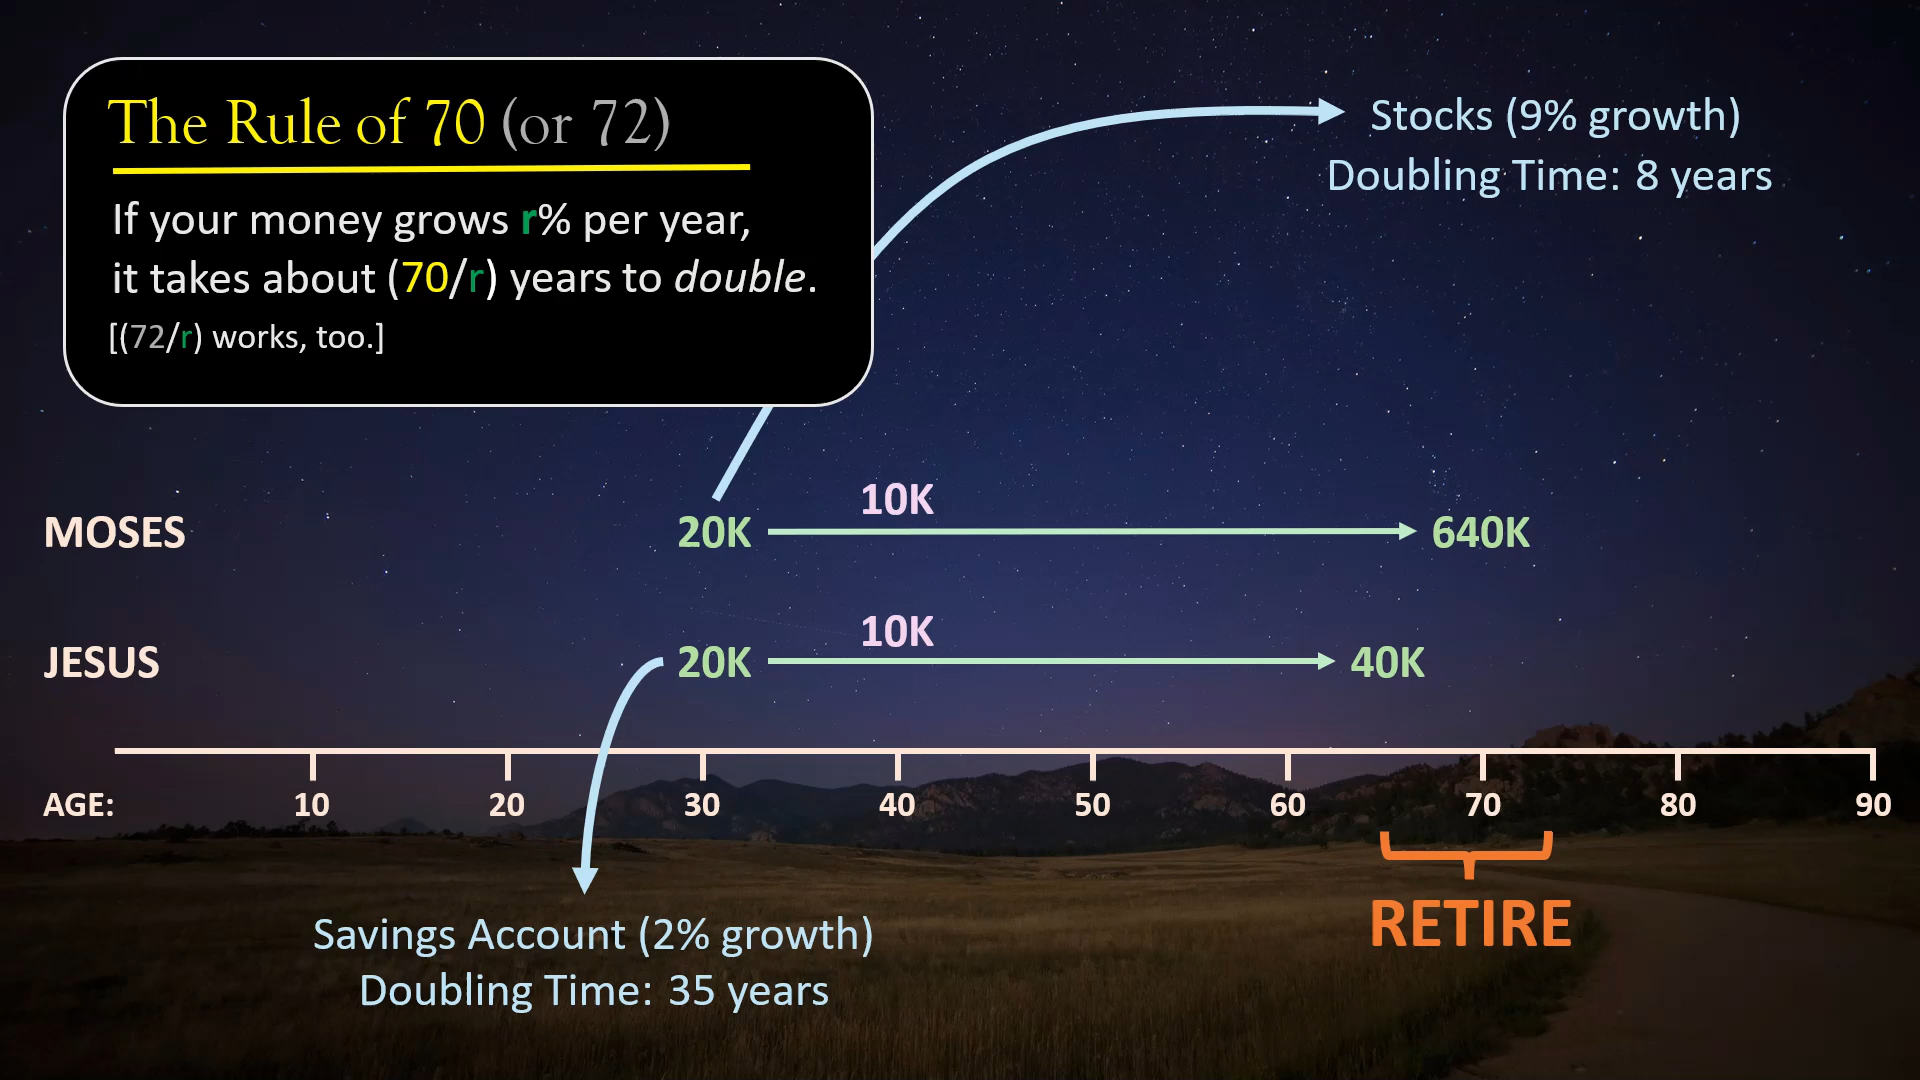 The Rule of 70 (or 72)
If your money grows r% per year,
it takes about (70/r) years to double.
[(72/r) works, too.]
Stocks (9% growth)
Doubling Time: 8 years
10K
MOSES 20K 640K
10K
JESUS 20K 40K
AGE: 10 20 30 40 50 60 70 80 90
RETIRE
Savings Account (2% growth)
Doubling Time: 35 years